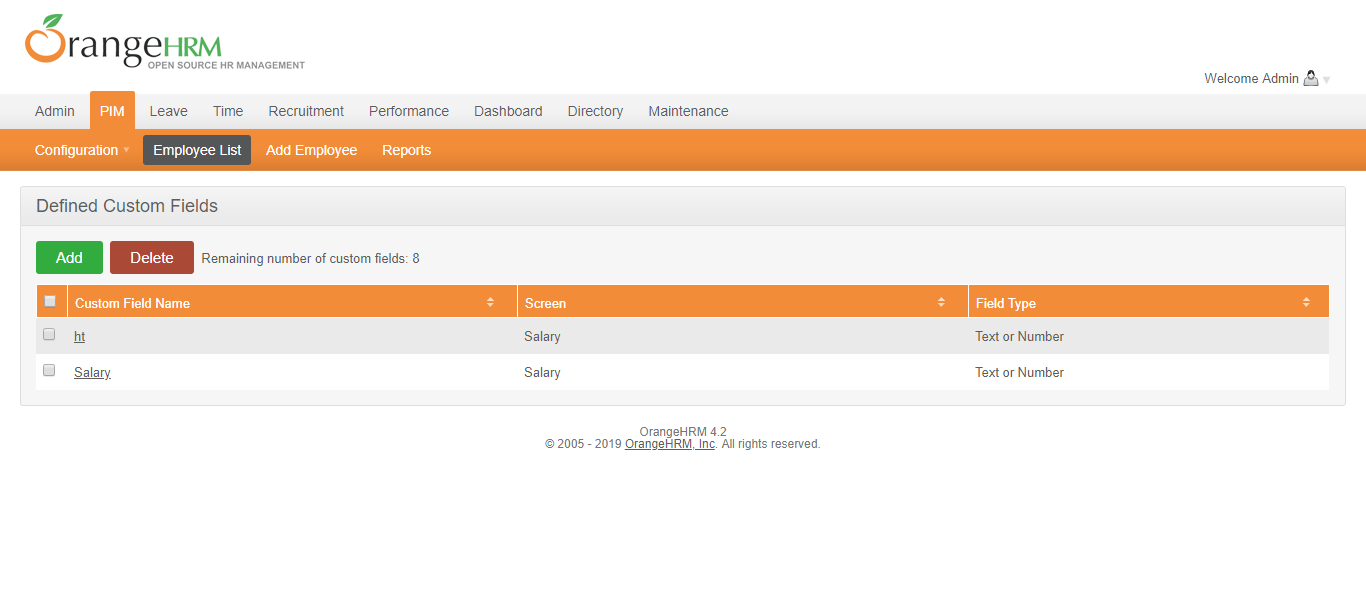 OrangeHRM
OPEN SOURCE HR MANAGEMENT
Welcome Admin
Admin PIM Leave Time Recruitment Performance Dashboard Directory Maintenance
Configuration Employee List Add Employee Reports
Defined Custom Fields
Add Delete Remaining number of custom fields: 8
Custom Field Name Screen Field Type
ht Salary Text or Number
Salary Salary Text or Number
OrangeHRM 4.2
© 2005 - 2019 OrangeHRM, Inc. All rights reserved.